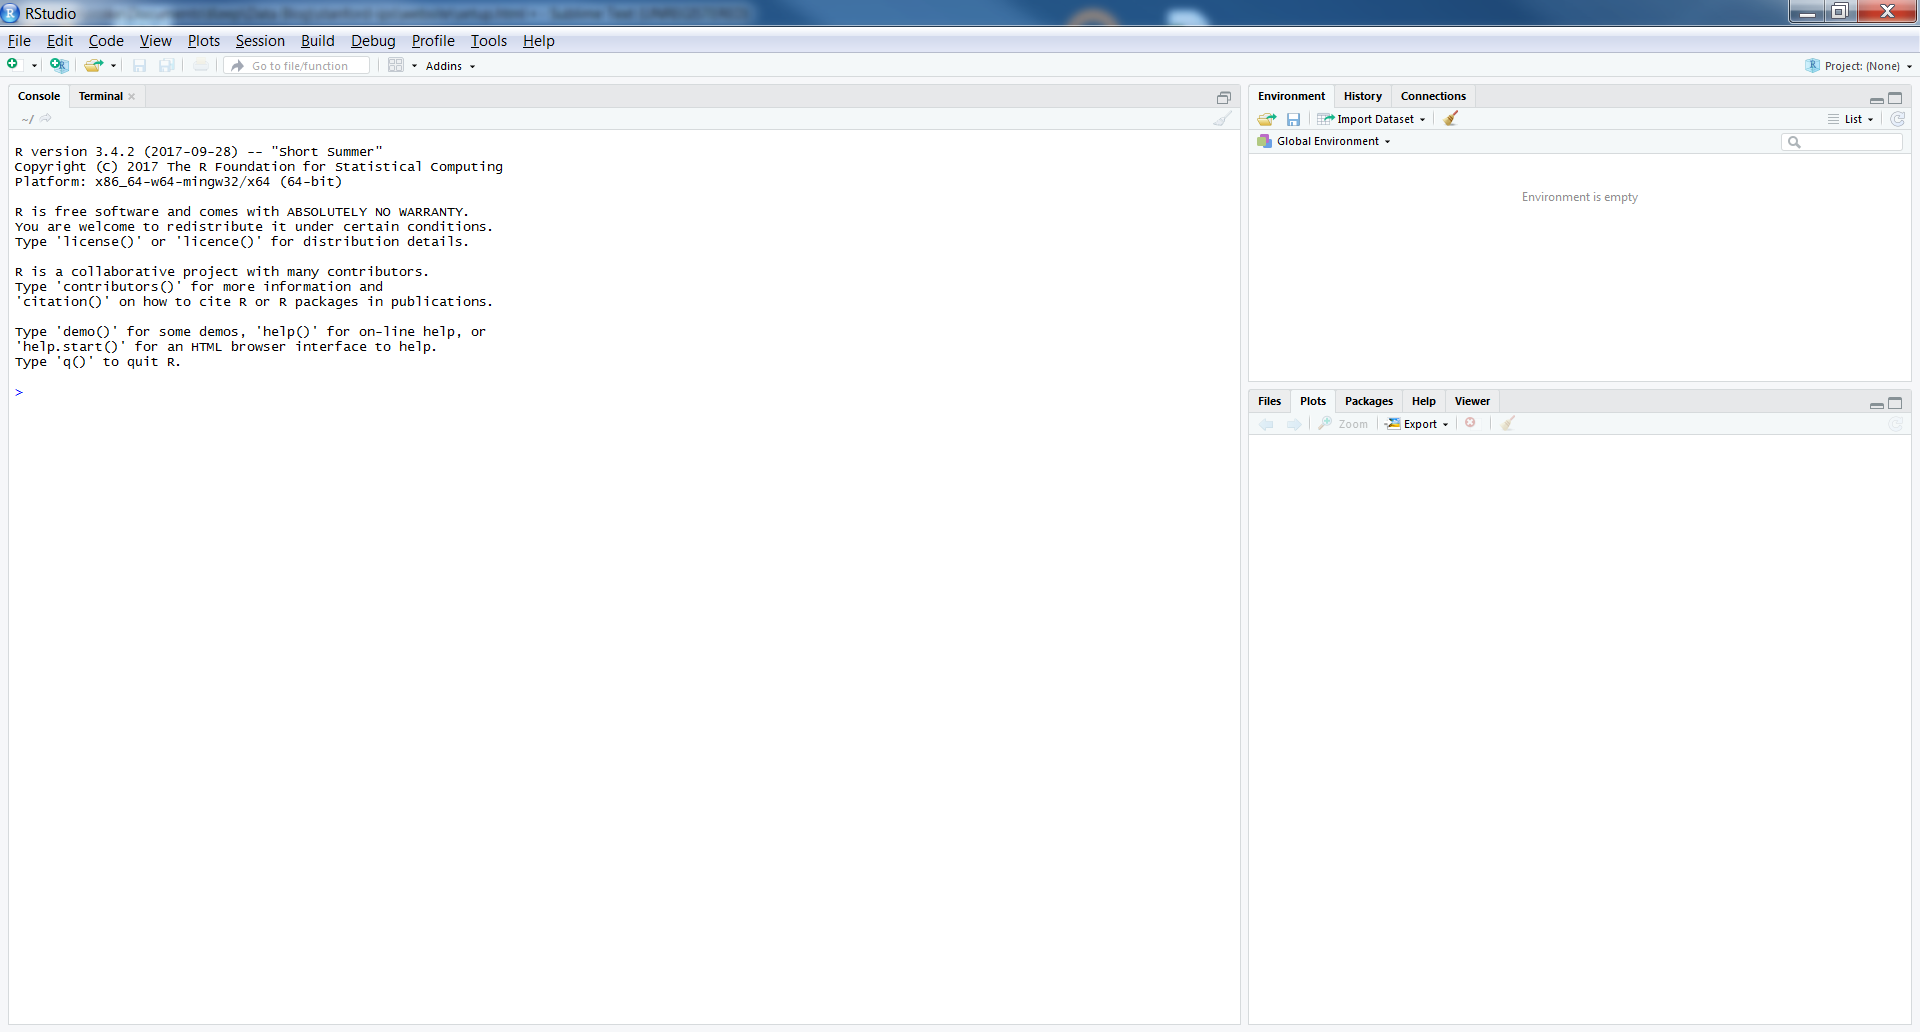 RStudio
File Edit Code View Plots Session Build Debug Profile Tools Help
Go to file/function Addins Project: (None)
Console Terminal
~/
R version 3.4.2 (2017-09-28) -- "Short Summer"
Copyright (C) 2017 The R Foundation for Statistical Computing
Platform: x86_64-w64-mingw32/x64 (64-bit)
R is free software and comes with ABSOLUTELY NO WARRANTY.
You are welcome to redistribute it under certain conditions.
Type 'license()' or 'licence()' for distribution details.
R is a collaborative project with many contributors.
Type 'contributors()' for more information and
'citation()' on how to cite R or R packages in publications.
Type 'demo()' for some demos, 'help()' for on-line help, or
'help.start()' for an HTML browser interface to help.
Type 'q()' to quit R.
>
Environment History Connections
Import Dataset List
Global Environment
Environment is empty
Files Plots Packages Help Viewer
Zoom Export